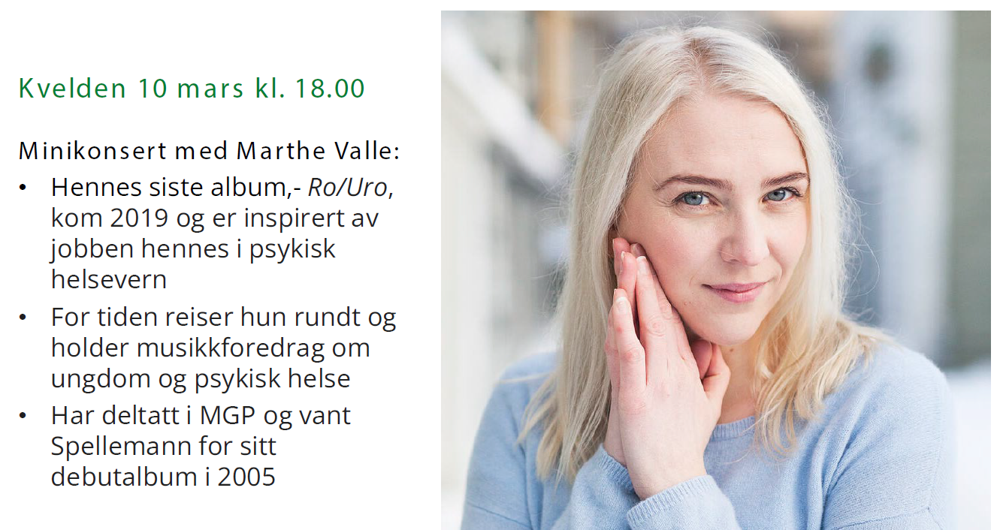 Kvelden 10 mars kl. 18.00
Minikonsert med Marthe Valle:
• Hennes siste album,- Ro/Uro,
kom 2019 og er inspirert av
jobben hennes i psykisk
helsevern
• For tiden reiser hun rundt og
holder musikkforedrag om
ungdom og psykisk helse
• Har deltatt i MGP og vant
Spellemann for sitt
debutalbum i 2005